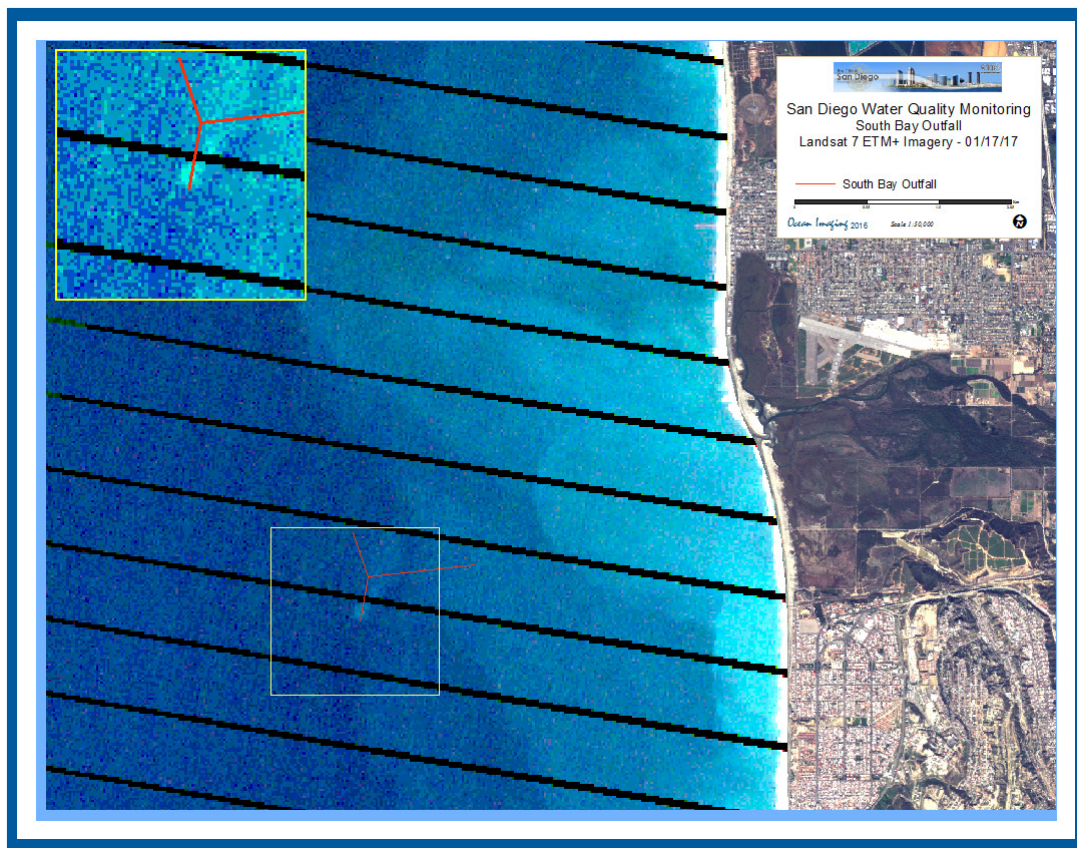 San Diego
San Diego Water Quality Monitoring
South Bay Outfall
Landsat 7 ETM+ Imagery - 01/17/17
South Bay Outfall
Ocean Imaging 2016
Scale 1:30,000
N